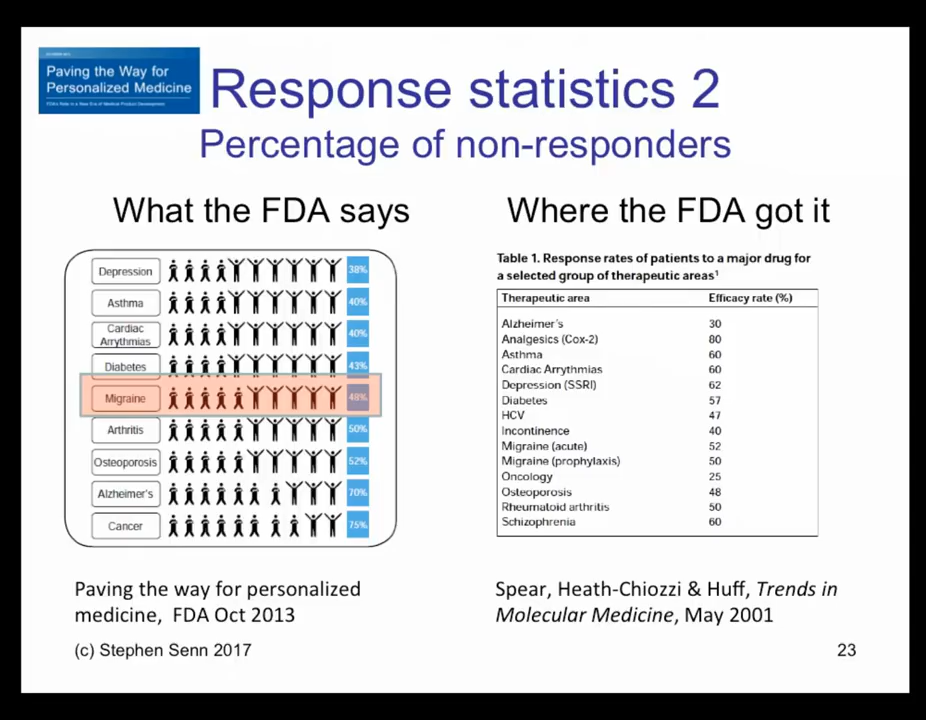 Paving the Way for
Personalized Medicine
Response statistics 2
Percentage of non-responders
What the FDA says
Depression 38%
Asthma 40%
Cardiac
Arrythmias 40%
Diabetes 43%
Migraine 48%
Arthritis 50%
Osteoporosis 52%
Alzheimer's 70%
Cancer 75%
Paving the way for personalized
medicine, FDA Oct 2013
Where the FDA got it
Table 1. Response rates of patients to a major drug for
a selected group of therapeutic areas¹
Therapeutic area Efficacy rate (%)
Alzheimer's 30
Analgesics (Cox-2) 80
Asthma 60
Cardiac Arrythmias 60
Depression (SSRI) 62
Diabetes 57
HCV 47
Incontinence 40
Migraine (acute) 52
Migraine (prophylaxis) 50
Oncology 25
Osteoporosis 48
Rheumatoid arthritis 50
Schizophrenia 60
Spear, Heath-Chiozzi & Huff, Trends in
Molecular Medicine, May 2001
(c) Stephen Senn 2017
23